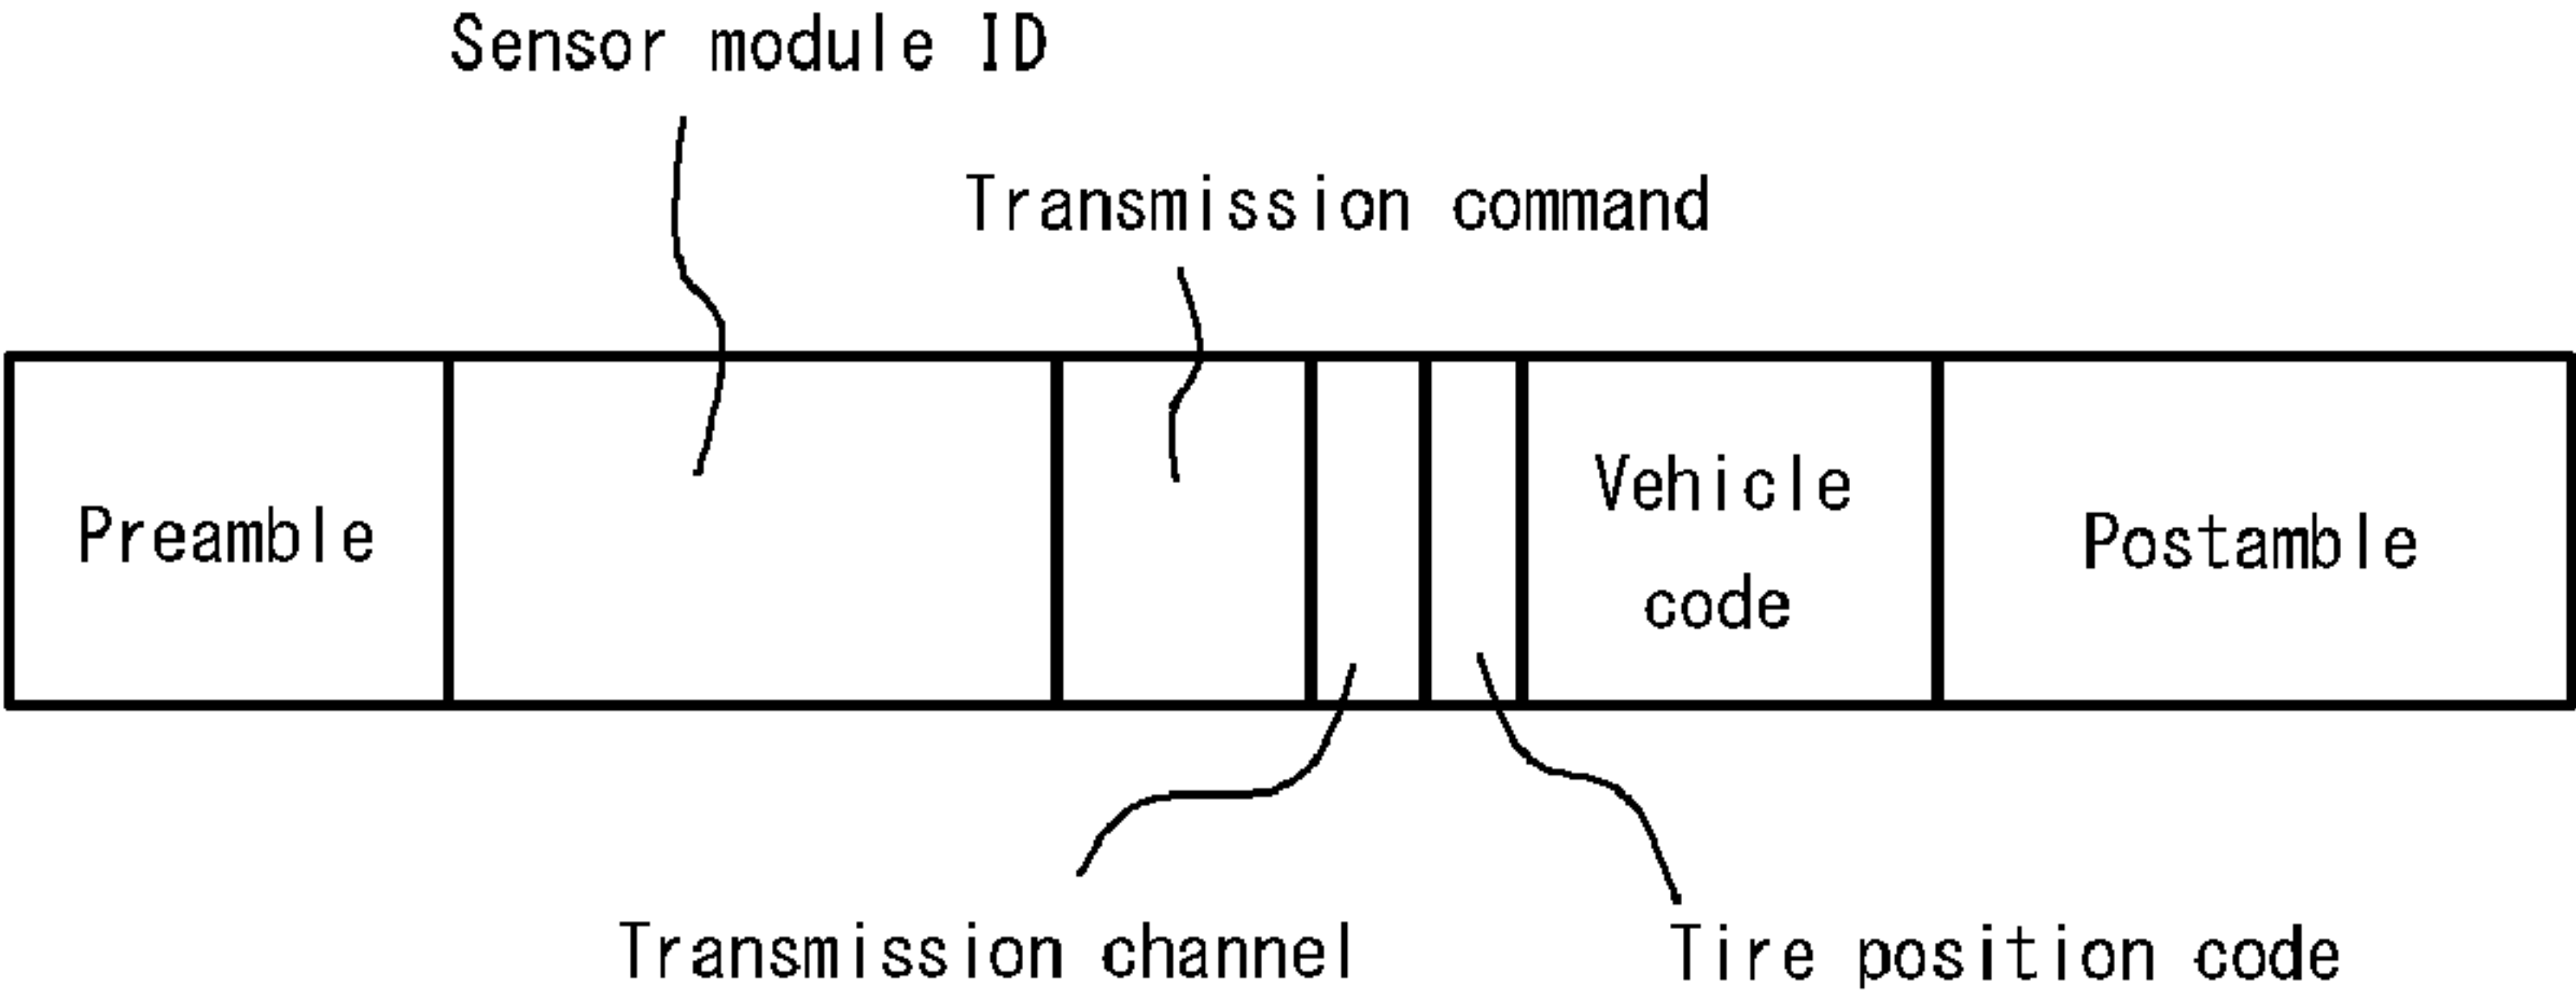 Sensor module ID
Transmission command
Preamble
Vehicle
code
Postamble
Transmission channel
Tire position code